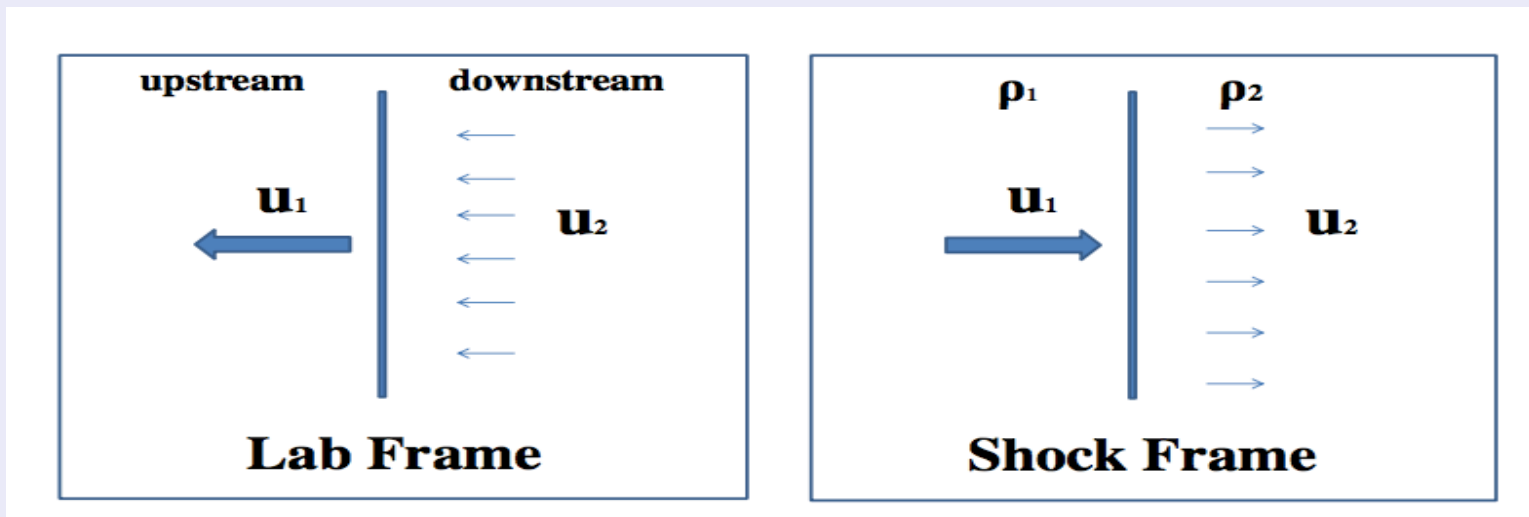 upstream downstream
u₁
u₂
Lab Frame
ρ₁ ρ₂
u₁
u₂
Shock Frame